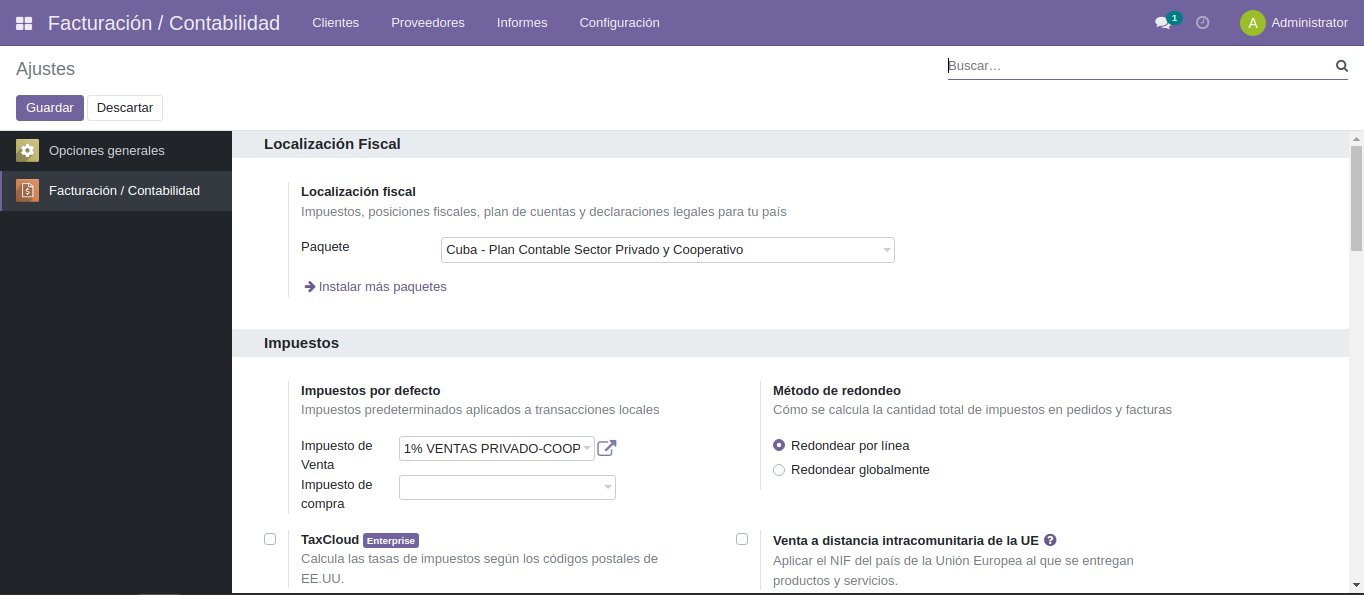 Facturación / Contabilidad Clientes Proveedores Informes Configuración 1 A Administrator
Ajustes
Buscar...
Guardar Descartar
Opciones generales
Facturación / Contabilidad
Localización Fiscal
Localización fiscal
Impuestos, posiciones fiscales, plan de cuentas y declaraciones legales para tu país
Paquete Cuba - Plan Contable Sector Privado y Cooperativo
Instalar más paquetes
Impuestos
Impuestos por defecto
Impuestos predeterminados aplicados a transacciones locales
Impuesto de
Venta
1% VENTAS PRIVADO-COOP
Impuesto de
compra
Método de redondeo
Cómo se calcula la cantidad total de impuestos en pedidos y facturas
Redondear por línea
Redondear globalmente
TaxCloud Enterprise
Calcula las tasas de impuestos según los códigos postales de
EE.UU.
Venta a distancia intracomunitaria de la UE ?
Aplicar el NIF del país de la Unión Europea al que se entregan
productos y servicios.